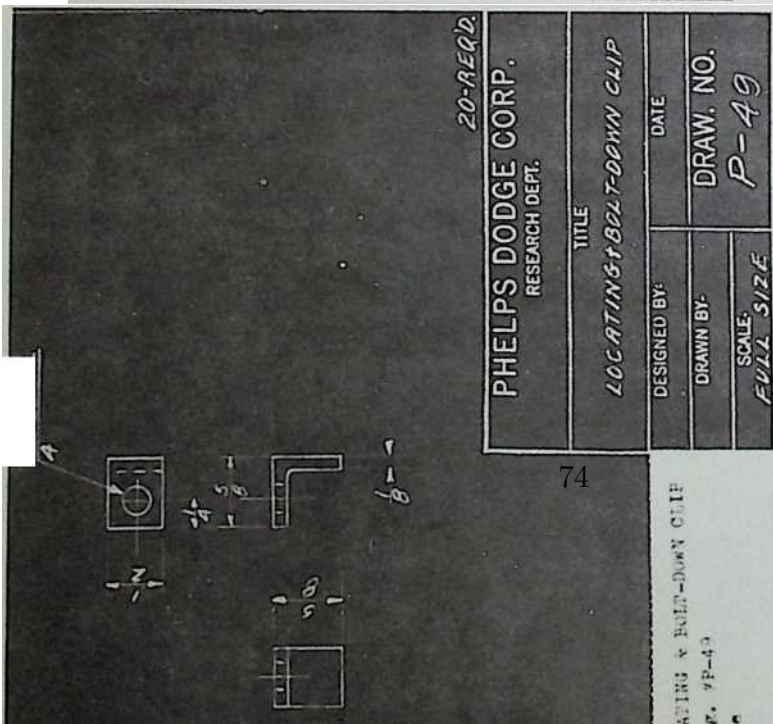 20-REQ'D.
PHELPS DODGE CORP.
RESEARCH DEPT.
TITLE
LOCATING & BOLT-DOWN CLIP
DESIGNED BY:
DATE
DRAWN BY-
DRAW. NO.
P-49
SCALE-
FULL SIZE
1/2
1/4
5/8
5/8
1/8
74
TING & BOLT-DOWN CLIP
#P-49